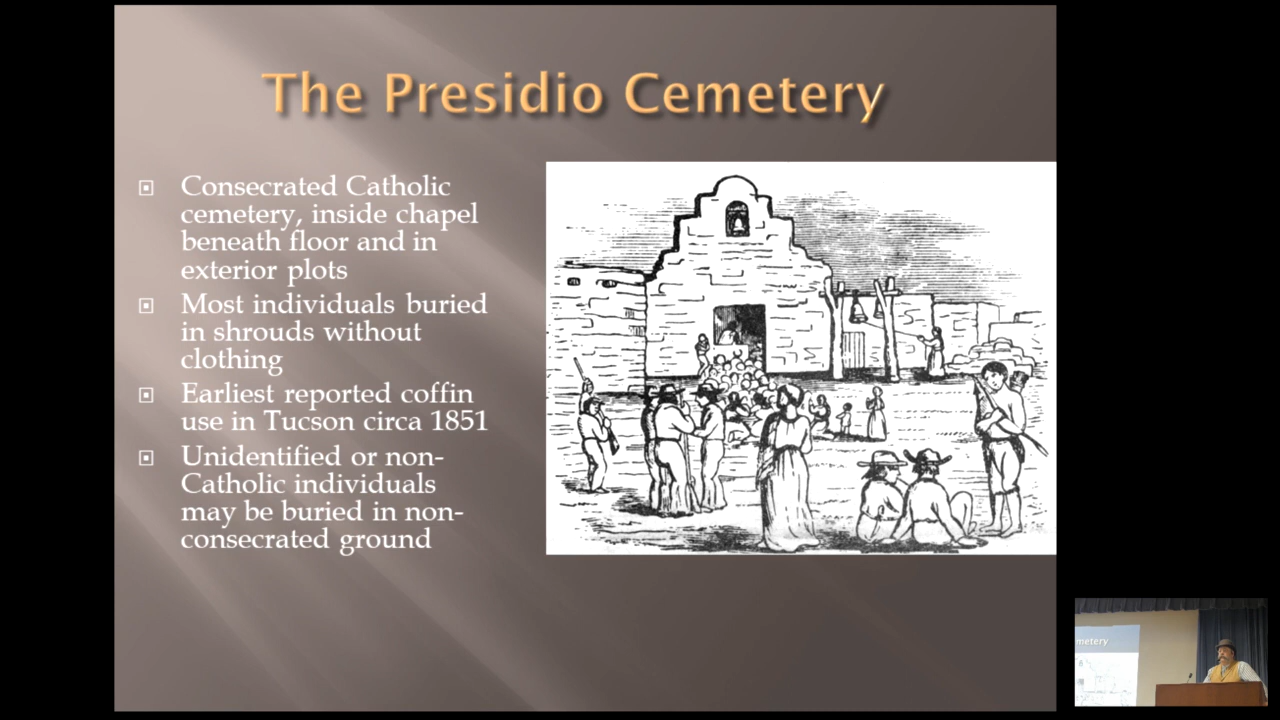 The Presidio Cemetery
Consecrated Catholic
cemetery, inside chapel
beneath floor and in
exterior plots
Most individuals buried
in shrouds without
clothing
Earliest reported coffin
use in Tucson circa 1851
Unidentified or non-
Catholic individuals
may be buried in non-
consecrated ground
metery